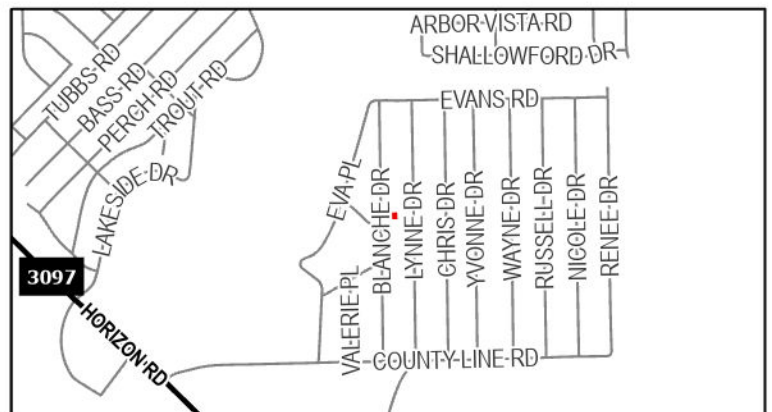 ARBOR VISTA RD
SHALLOWFORD DR
TUBBS RD
BASS RD
PERCH RD
TROUT RD
EVANS RD
LAKESIDE DR
EVA PL
BLANCHE DR
LYNNE DR
CHRIS DR
YVONNE DR
WAYNE DR
RUSSELL DR
NICOLE DR
RENEE DR
3097
HORIZON RD
VALERIE PL
COUNTY LINE RD